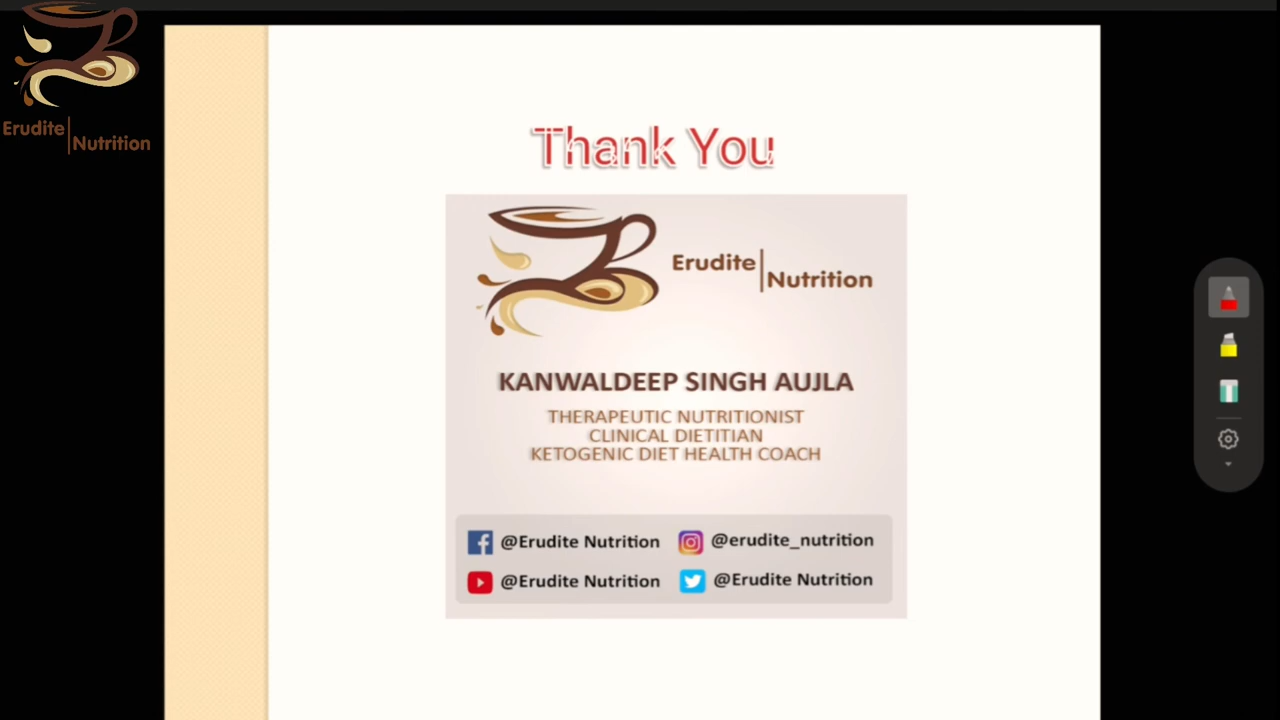 Erudite
Nutrition
Thank You
Erudite
Nutrition
KANWALDEEP SINGH AUJLA
THERAPEUTIC NUTRITIONIST
CLINICAL DIETITIAN
KETOGENIC DIET HEALTH COACH
@Erudite Nutrition @erudite_nutrition
@Erudite Nutrition @Erudite Nutrition